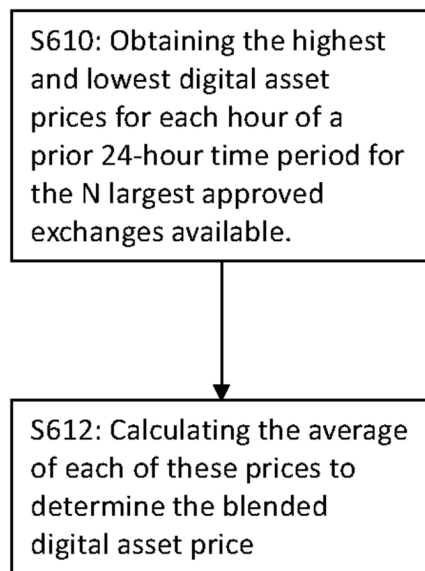 S610: Obtaining the highest
and lowest digital asset
prices for each hour of a
prior 24-hour time period for
the N largest approved
exchanges available.
S612: Calculating the average
of each of these prices to
determine the blended
digital asset price